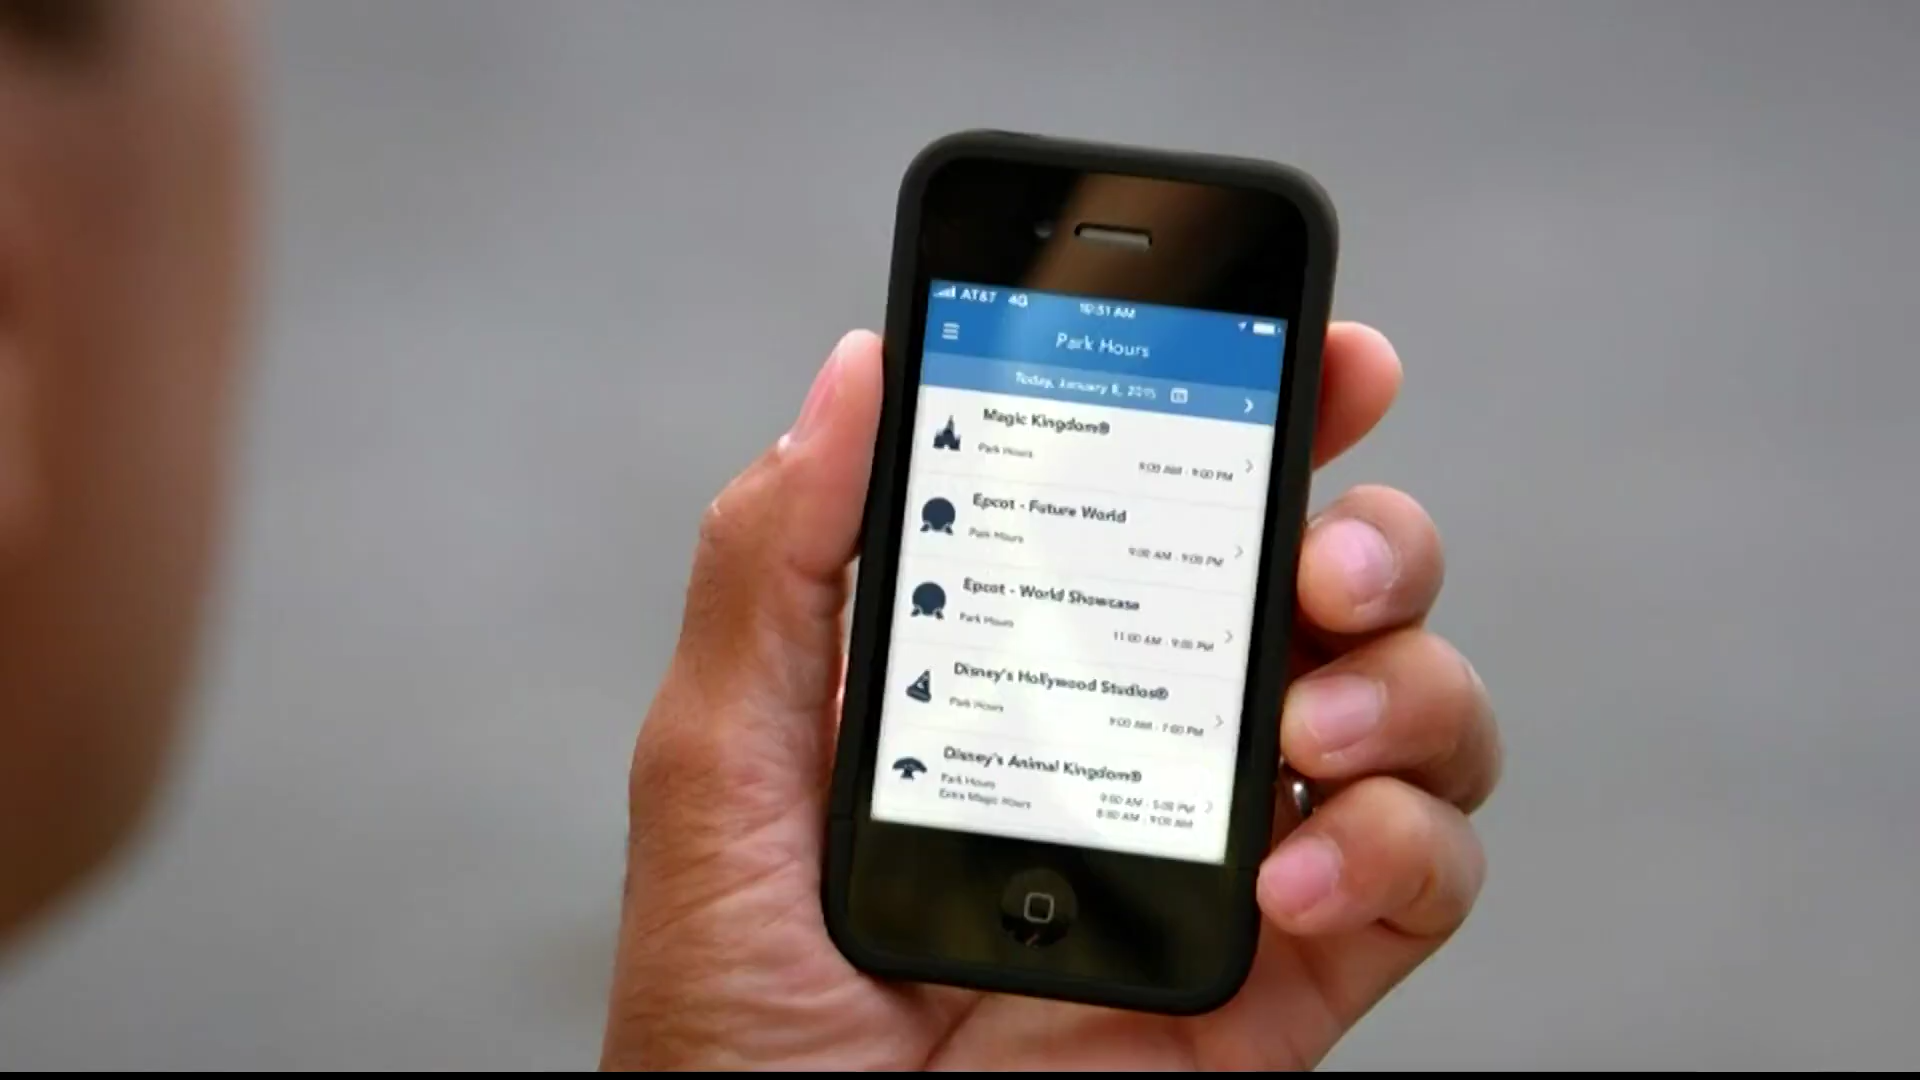 AT&T 4G 10:51 AM
Park Hours
Today, January 8, 2015
Magic Kingdom®
Park Hours
9:00 AM - 9:00 PM
Epcot - Future World
Park Hours
9:00 AM - 9:00 PM
Epcot - World Showcase
Park Hours
11:00 AM - 9:00 PM
Disney's Hollywood Studios®
Park Hours
9:00 AM - 7:00 PM
Disney's Animal Kingdom®
Park Hours
9:00 AM - 5:00 PM
Extra Magic Hours
8:00 AM - 9:00 AM